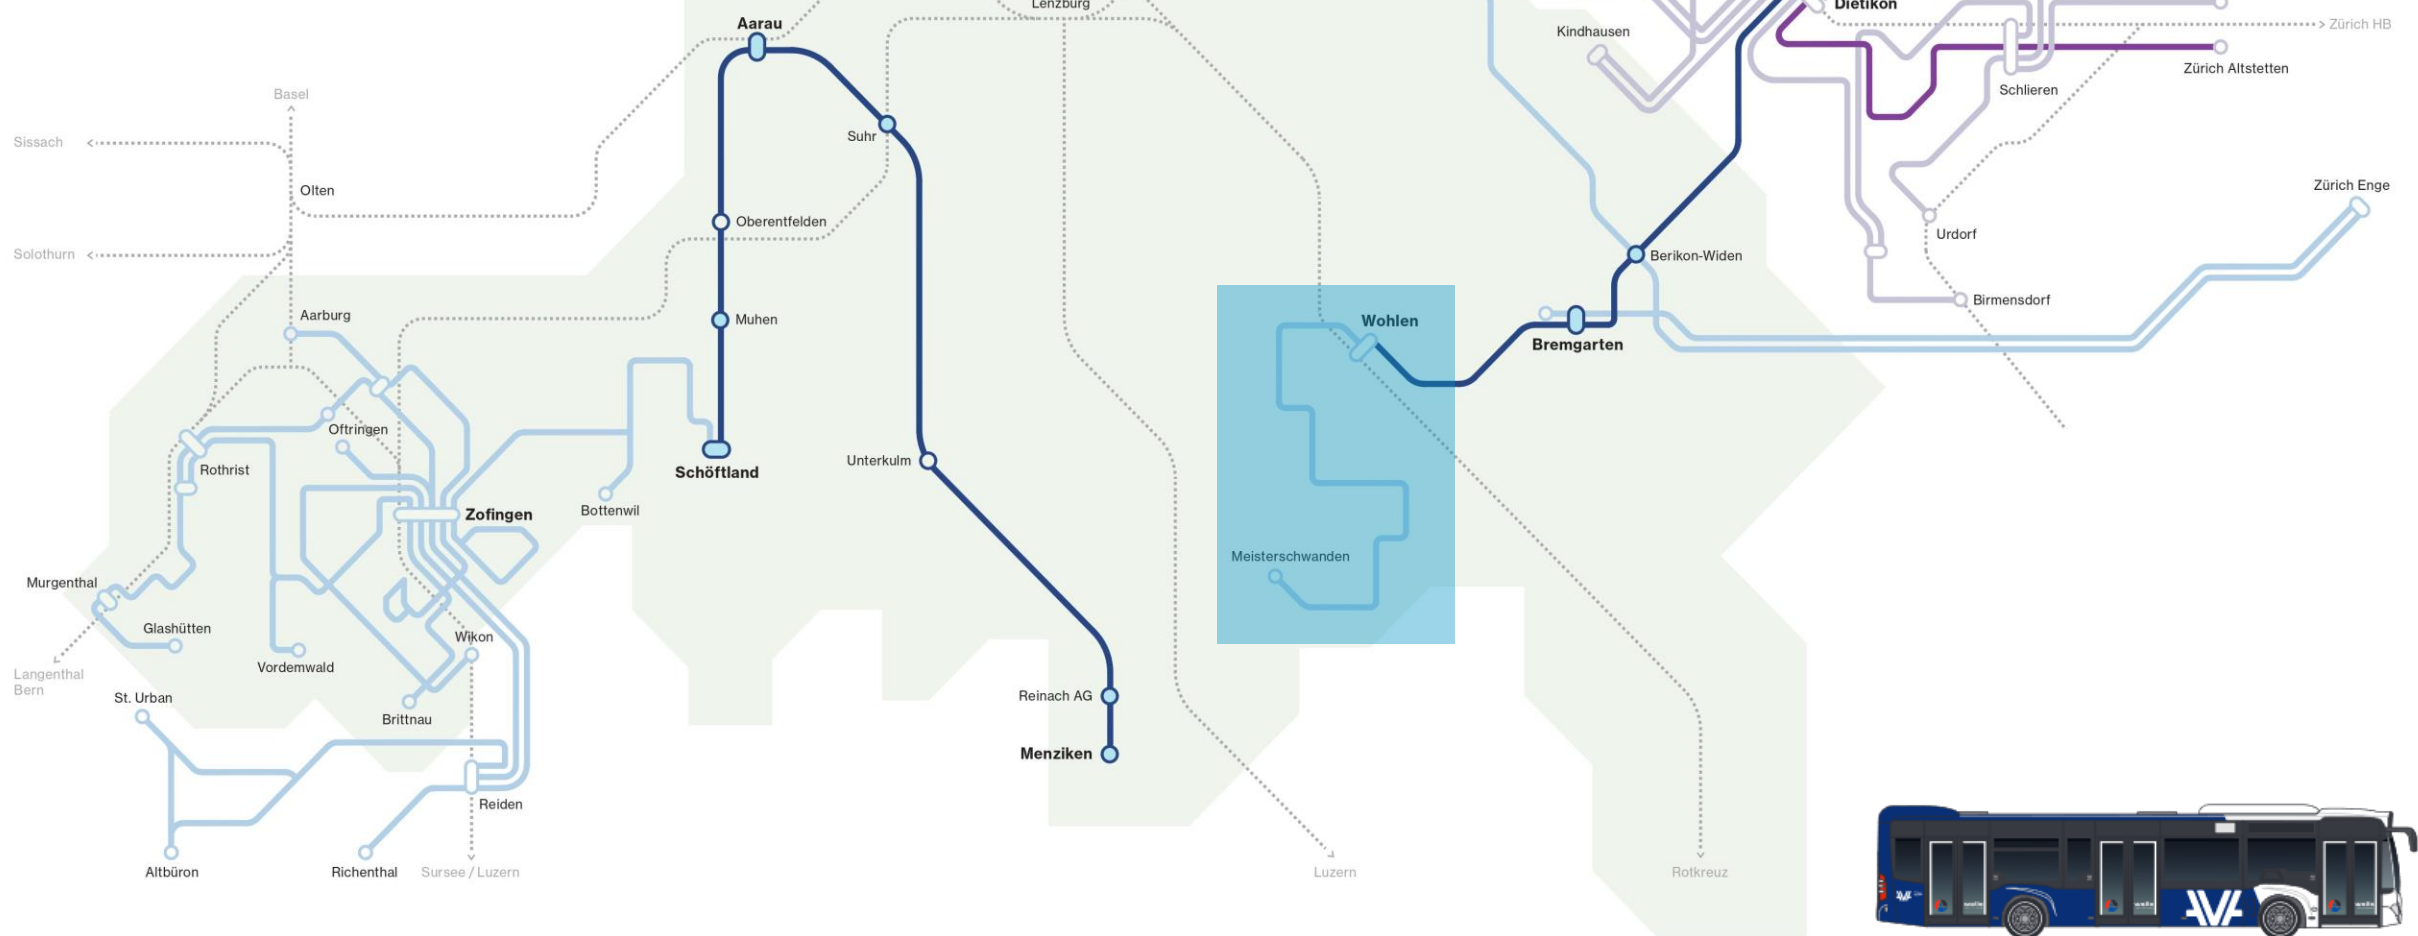 Lenzburg
Dietikon
Aarau
Zürich HB
Kindhausen
Zürich Altstetten
Schlieren
Basel
Suhr
Sissach
Olten
Zürich Enge
Oberentfelden
Urdorf
Solothurn
Berikon-Widen
Birmensdorf
Aarburg
Muhen
Wohlen
Bremgarten
Oftringen
Rothrist
Unterkulm
Schöftland
Bottenwil
Zofingen
Meisterschwanden
Murgenthal
Glashütten
Wikon
Vordemwald
Langenthal
Bern
St. Urban
Reinach AG
Brittnau
Menziken
Reiden
Altbüron
Richenthal
Sursee / Luzern
Luzern
Rotkreuz
AVA